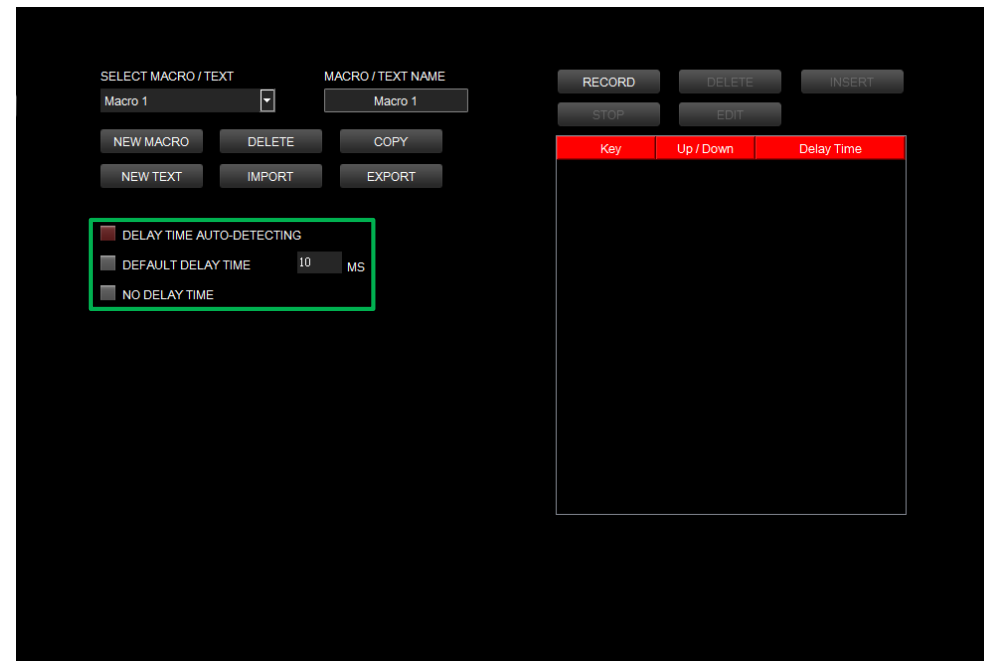 SELECT MACRO / TEXT
MACRO / TEXT NAME
Macro 1
Macro 1
NEW MACRO
DELETE
COPY
NEW TEXT
IMPORT
EXPORT
DELAY TIME AUTO-DETECTING
DEFAULT DELAY TIME 10 MS
NO DELAY TIME
RECORD
DELETE
INSERT
STOP
EDIT
Key
Up / Down
Delay Time